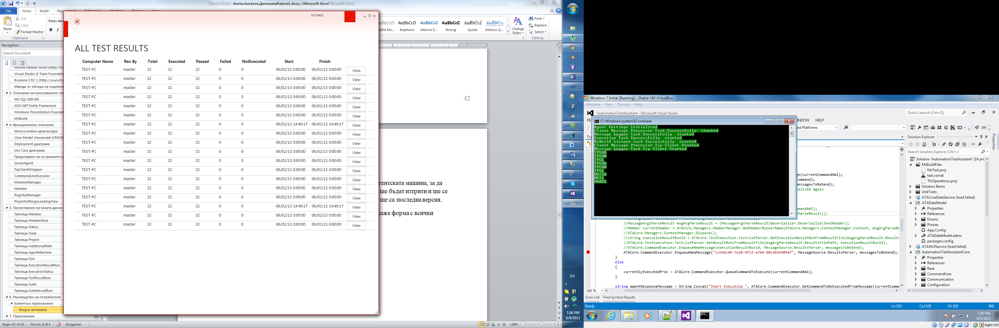 Антон.Ангелов.ДипломнаРабота1.docx - Microsoft Word
File
Home
Insert
Cut
Copy
Format Painter
Paste
Clipboard
Times New
B I
AaBbCcD AaBbCcD AaBbCcD AaBbCcD AaBbCcL AaBbCcL
Emphasis Intense E... Strong Quote Intense Q...
Change Styles
Find
Replace
Select
Editing
Navigation
Search Document
Visual Studio & Team Foundatio
Bromine 3 RC 1 (http://sourcefo
Изводи от обзора на подобни
3. Описание на използваните тех
MS SQL SERVER
ADO.NET Entity Framework
Windows Presentation Foundat
MSBuild
4. Функционално описание
Многослойна архитектура
View Model Viewmodel (VMVM
Deployment диаграма
Use Case диаграма
Представяне на по-важните кл
ServerAgent
TcpClientWrapper
CommandLineExecutor
MemberManager
Member
RegistryManager
ProjectSettingsLoadingView
5. Проектиране на базата данни
Таблица Member
Таблица MemberRole
Таблица Status
Таблица Team
Таблица Project
Таблица AdditionalPath
Таблица AgentMachine
Таблица Test
Таблица ExecutionResultRun
Таблица ExecutionStatus
Таблица TestResultRun
Таблица Suite
Таблица SuiteResultRun
6. Ръководство на потребителя
Клиентско приложение
Вход в системата
7. Приложения
Page: 43 of 65 Words: 8,415 Bulgarian
128%
SETTINGS
ALL TEST RESULTS
Computer Name Ran By Total Executed Passed Failed NotExecuted Start Finish
TEST-PC master 32 32 32 0 0 06/02/13 0:00:00 06/02/13 0:00:00 View
TEST-PC master 32 32 32 0 0 06/02/13 0:00:00 06/02/13 0:00:00 View
TEST-PC master 32 32 32 0 0 06/02/13 0:00:00 06/02/13 0:00:00 View
TEST-PC master 32 32 32 0 0 06/02/13 0:00:00 06/02/13 0:00:00 View
TEST-PC master 32 32 32 0 0 06/02/13 0:00:00 06/02/13 0:00:00 View
TEST-PC master 32 32 32 0 0 06/02/13 0:00:00 06/02/13 0:00:00 View
TEST-PC master 32 32 32 0 0 06/02/13 14:49:17 06/02/13 14:49:17 View
TEST-PC master 32 32 32 0 0 06/02/13 0:00:00 06/02/13 0:00:00 View
TEST-PC master 32 32 32 0 0 06/02/13 0:00:00 06/02/13 0:00:00 View
TEST-PC master 32 32 32 0 0 06/02/13 0:00:00 06/02/13 0:00:00 View
TEST-PC master 32 32 32 0 0 06/02/13 0:00:00 06/02/13 0:00:00 View
TEST-PC master 32 32 32 0 0 06/02/13 0:00:00 06/02/13 0:00:00 View
TEST-PC master 32 32 32 0 0 06/02/13 0:00:00 06/02/13 0:00:00 View
TEST-PC master 32 32 32 0 0 06/02/13 0:00:00 06/02/13 0:00:00 View
TEST-PC master 32 32 32 0 0 06/02/13 0:00:00 06/02/13 0:00:00 View
TEST-PC master 32 32 32 0 0 06/02/13 14:49:17 06/02/13 14:49:17 View
TEST-PC master 32 32 32 0 0 06/02/13 0:00:00 06/02/13 0:00:00 View
TEST-PC master 32 32 32 0 0 06/02/13 0:00:00 06/02/13 0:00:00 View
42
гентската машина, за да
ще бъдат изтрити и ще се
ще са последна версия.
каже форма с всички
EN
7:26 PM
6/9/2013
Windows 7 Initial [Running] - Oracle VM VirtualBox
Machine View Devices Help
AutomationTestAssistant - Microsoft Visual Studio
Quick Launch (Ctrl+Q)
INDOW HELP
ed Platforms
C:\Windows\system32\cmd.exe
Agent Settings Initialized
Client Message Processor Task Successfully started
Message Logger Task Successfully started
Execution Task Successfully started
MsBuild Listner task Successfully started
Client Message Processor Tcp Client Started
Message Logger Task Tcp Client Started
TFSWD
TFSWN
TFGL
TFSWD
TFSWN
TFGL
BUILD
MSTL
PARSE
ge(currentCommandXml);
Command);
messagesToBeSend);
ialized again
mmandXml);
sParseResult));
//MessageArgsParseResult msgArgParseResult = (MessageArgsParseResult)deserializer.Deserialize(textReader);
//Member currentMember = ATACore.Managers.MemberManager.GetMemberByUserName(ATACore.Managers.ContextManager.Context, msgArgParseRe
//ATACore.Managers.ContextManager.Dispose();
//string executionResultRunId = ATACore.TestExecution.TestListParser.GetExecutionResultRunFromResultFile(msgArgParseResult.Results
//ATACore.TestExecution.TestListParser.GetResultRunsFromResultFile(msgArgParseResult.ResultsFilePath, executionResultRunId);
//ATACore.CommandExecutor.EnqueueNewMessage(executionResultRunId, MessageSource.ResultsParser, messagesToBeSend);
ATACore.CommandExecutor.EnqueueNewMessage("ccb4dc49-7e20-4f12-a7b0-80cd643409af", MessageSource.ResultsParser, messagesToBeSend);
}
else
{
currentlyExecutedProc = ATACore.CommandExecutor.QueueCommandToExecute(currentCommandXml);
}
string agentResponseMessage = String.Concat("Start Executing ", ATACore.CommandExecutor.GetCommandToBeExecutedFromMessage(currentComma
100 %
Error List Find Symbol Results
Ready Ln 155 Col 105 Ch 105 INS
Solution Explorer
Properties
Search Solution Explorer (Ctrl+;)
Solution 'AutomationTestAssistant' (14 prc
MsBuildFiles
MsTest.proj
test.vsmdi
TfsOperations.proj
Solution Items
UnitTests
ATACoreDataService (load failed)
ATADataModel
Properties
References
Enums
Proxies
App.Config
ATADataModel.edmx
packages.config
ATAWcfService (load failed)
AutomationTestAssistantCore
Properties
References
Base
CommandLine
Communication
Configuration
7:26 PM
6/9/2013
Right Ctrl